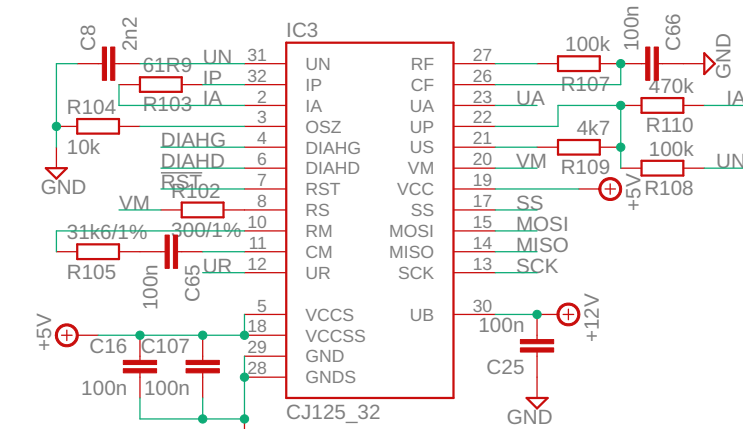 IC3
C8
2n2
UN
31
UN
61R9
IP
32
IP
R103
IA
2
IA
R104
10k
3
OSZ
DIAHG
4
DIAHG
DIAHD
6
DIAHD
RST
7
RST
R102
VM
8
RS
300/1%
31k6/1%
10
RM
R105
100n
C65
11
CM
UR
12
UR
GND
+5V
5
VCCS
18
VCCSS
29
GND
28
GNDS
C16
C107
100n
100n
CJ125_32
RF
27
100k
R107
100n
C66
GND
CF
26
UA
23
UA
470k
R110
IA
UP
22
US
21
4k7
R109
100k
R108
UN
VM
20
VM
VCC
19
+5V
SS
17
SS
MOSI
15
MOSI
MISO
14
MISO
SCK
13
SCK
UB
30
100n
+12V
C25
GND